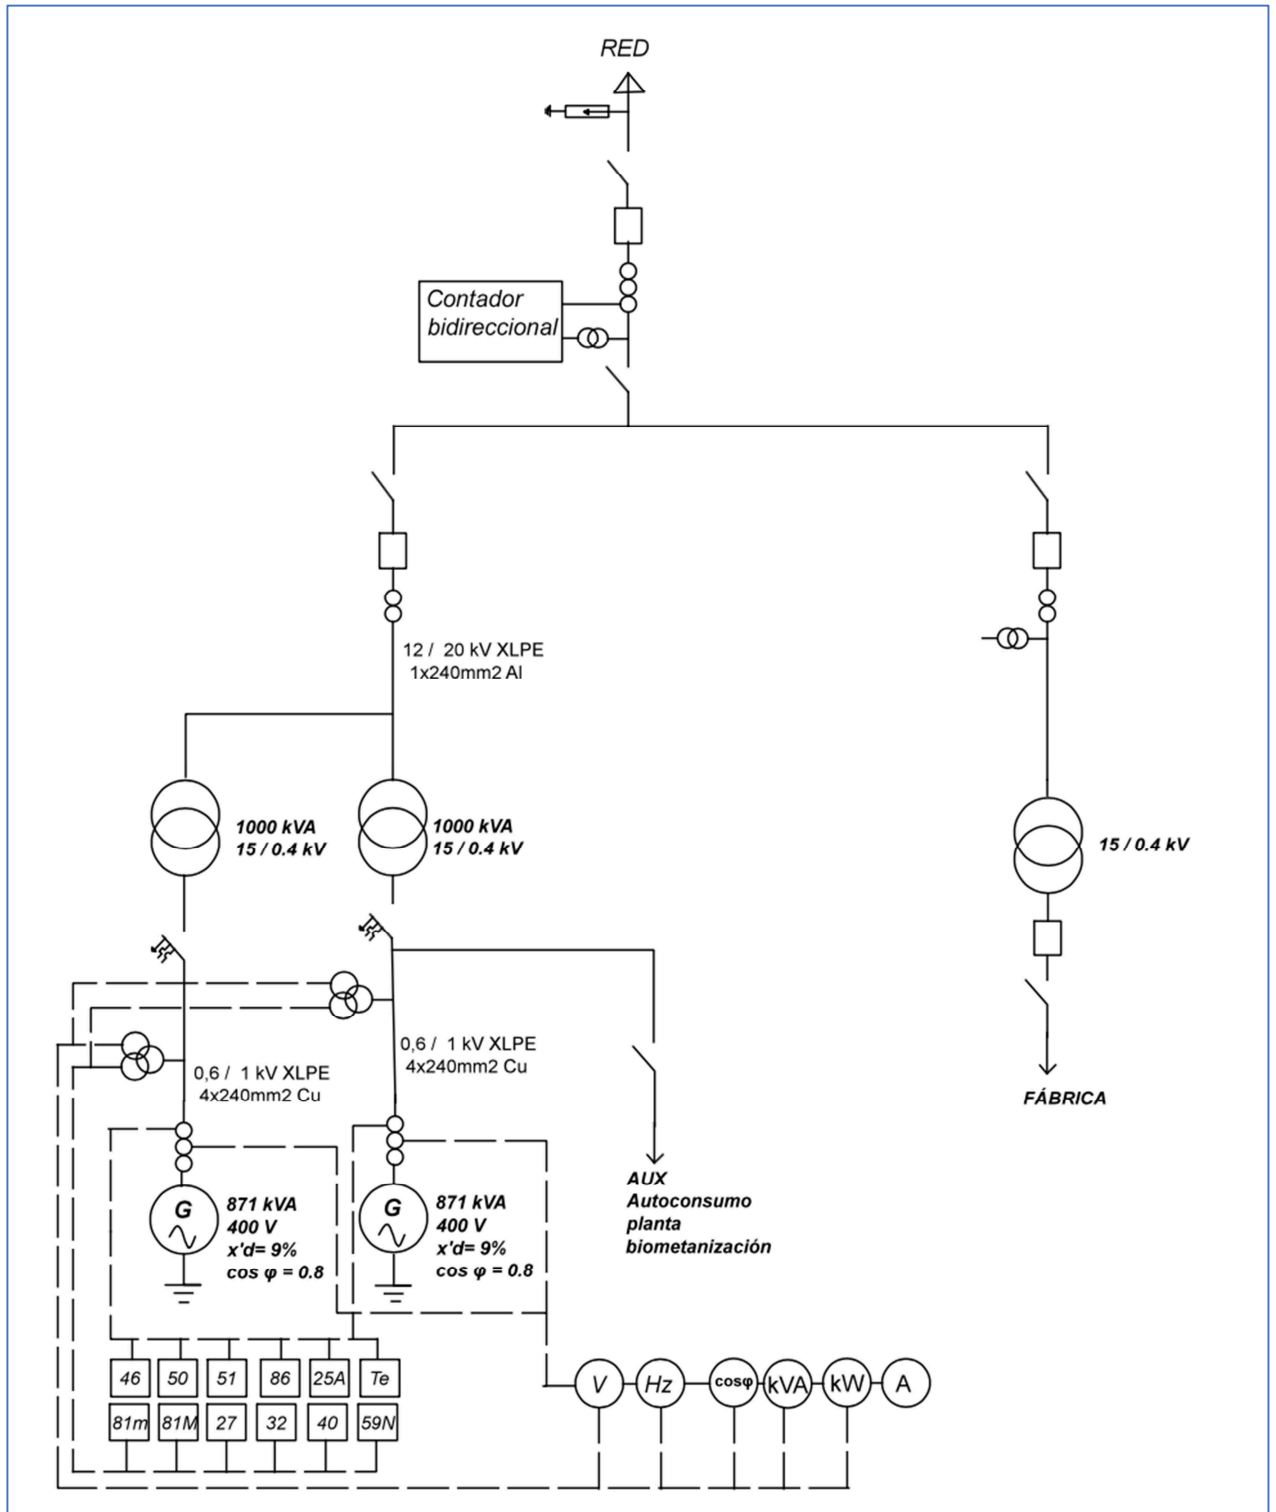 RED
Contador
bidireccional
12 / 20 kV XLPE
1x240mm2 Al
1000 kVA
15 / 0.4 kV
1000 kVA
15 / 0.4 kV
15 / 0.4 kV
0,6 / 1 kV XLPE
4x240mm2 Cu
0,6 / 1 kV XLPE
4x240mm2 Cu
FÁBRICA
G
871 kVA
400 V
x'd= 9%
cos φ = 0.8
G
871 kVA
400 V
x'd= 9%
cos φ = 0.8
AUX
Autoconsumo
planta
biometanización
46 50 51 86 25A Te
81m 81M 27 32 40 59N
V Hz cosφ kVA kW A